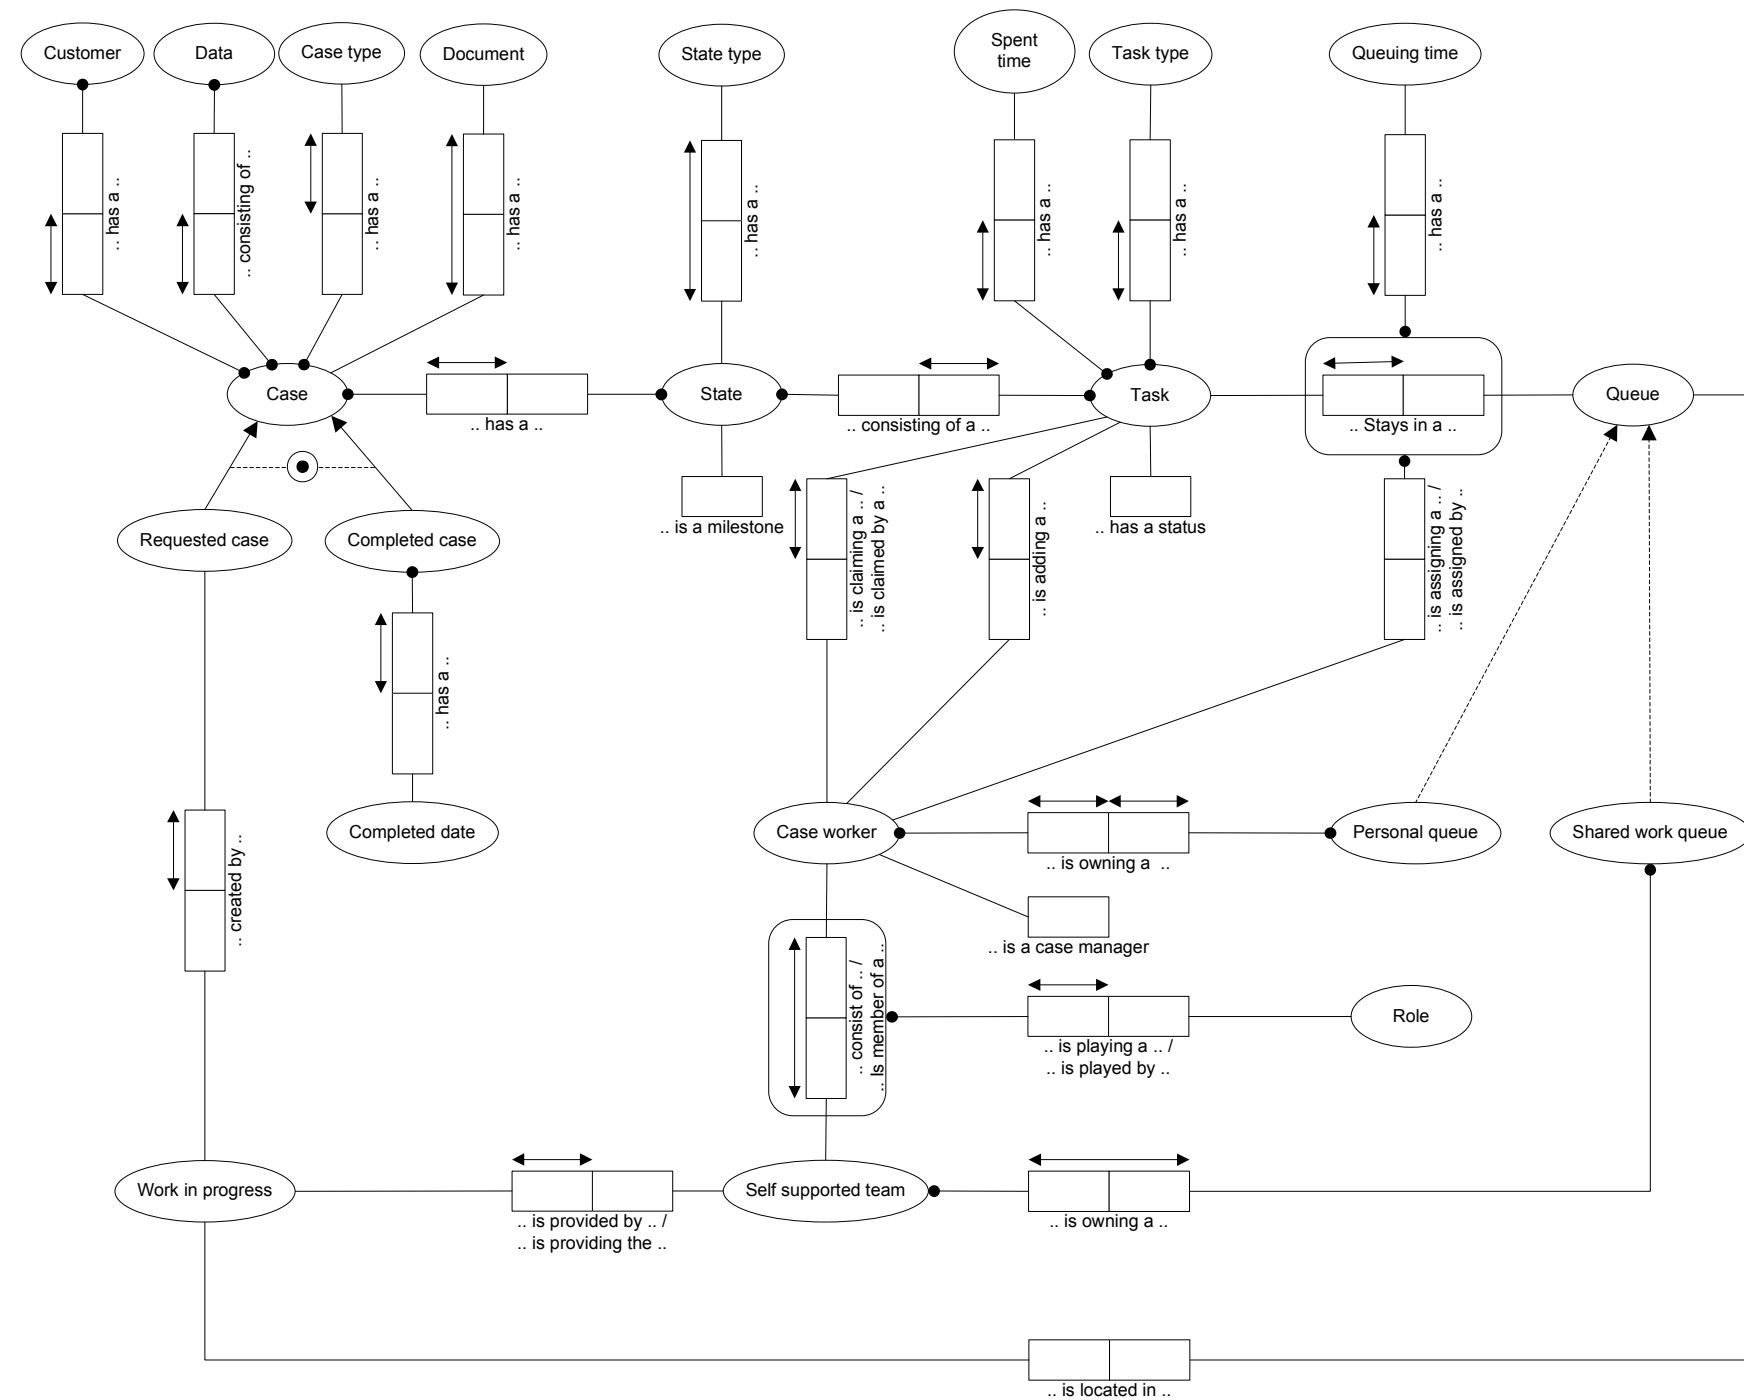 Customer
Data
Case type
Document
State type
Spent
time
Task type
Queuing time
.. has a ..
.. consisting of ..
.. has a ..
.. has a ..
.. has a ..
.. has a ..
.. has a ..
.. has a ..
Case
.. has a ..
State
.. consisting of a ..
Task
.. Stays in a ..
Queue
.. is a milestone
.. is claiming a .. /
.. is claimed by a ..
.. is adding a ..
.. has a status
.. is assigning a .. /
.. is assigned by ..
Requested case
Completed case
.. has a ..
Completed date
.. created by ..
Case worker
.. is owning a ..
Personal queue
Shared work queue
.. is a case manager
.. consist of .. /
.. Is member of a ..
.. is playing a .. /
.. is played by ..
Role
Work in progress
.. is provided by .. /
.. is providing the ..
Self supported team
.. is owning a ..
.. is located in ..